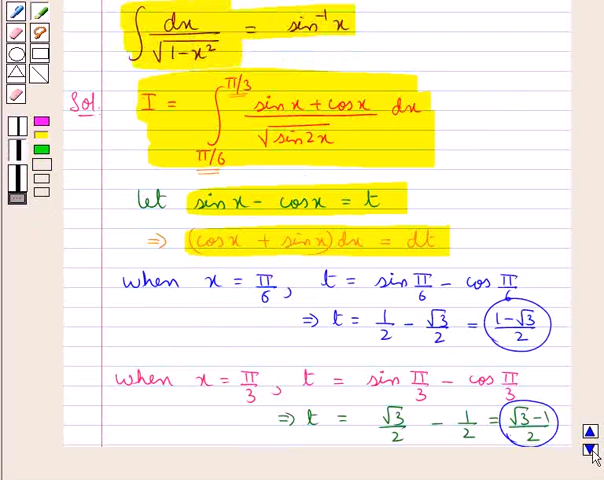 ∫ dx/√(1-x²) = sin⁻¹x
Sol. I = ∫_{π/6}^{π/3} (sin x + cos x)/√(sin 2x) dx
let sin x - cos x = t
⇒ (cos x + sin x) dx = dt
when x = π/6, t = sin π/6 - cos π/6
⇒ t = 1/2 - √3/2 = (1-√3)/2
when x = π/3, t = sin π/3 - cos π/3
⇒ t = √3/2 - 1/2 = (√3-1)/2